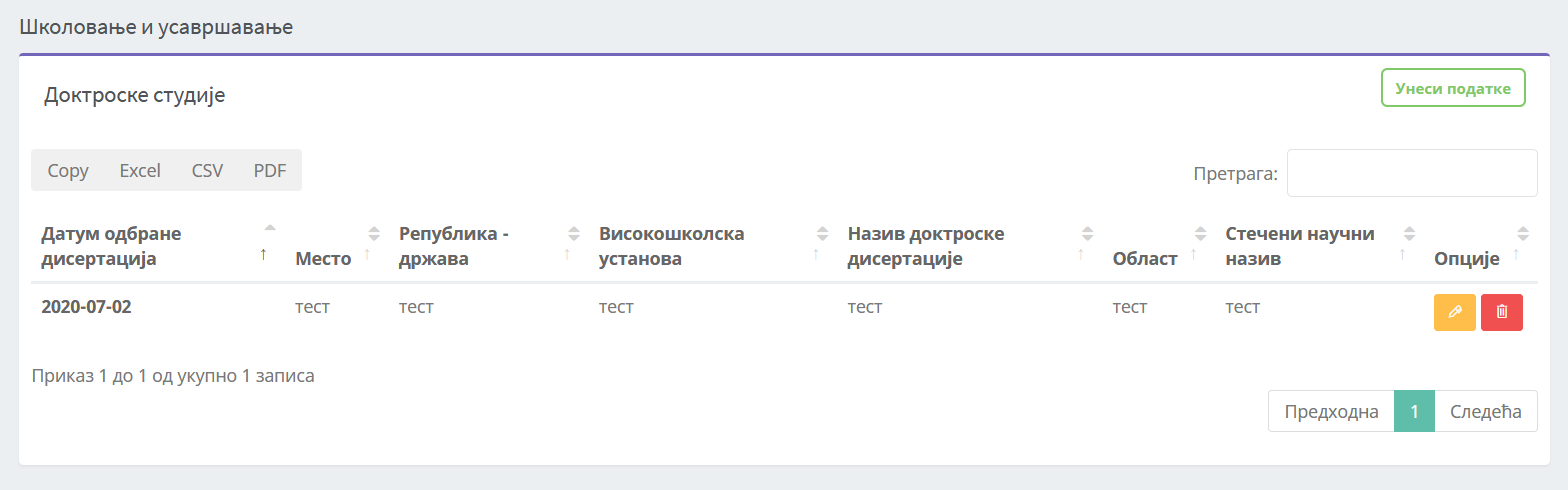 Школовање и усавршавање
Доктроске студије
Унеси податке
Copy Excel CSV PDF
Претрага:
Датум одбране дисертација
Место
Република - држава
Високошколска установа
Назив доктроске дисертације
Област
Стечени научни назив
Опције
2020-07-02 тест тест тест тест тест тест
Приказ 1 до 1 од укупно 1 записа
Предходна 1 Следећа